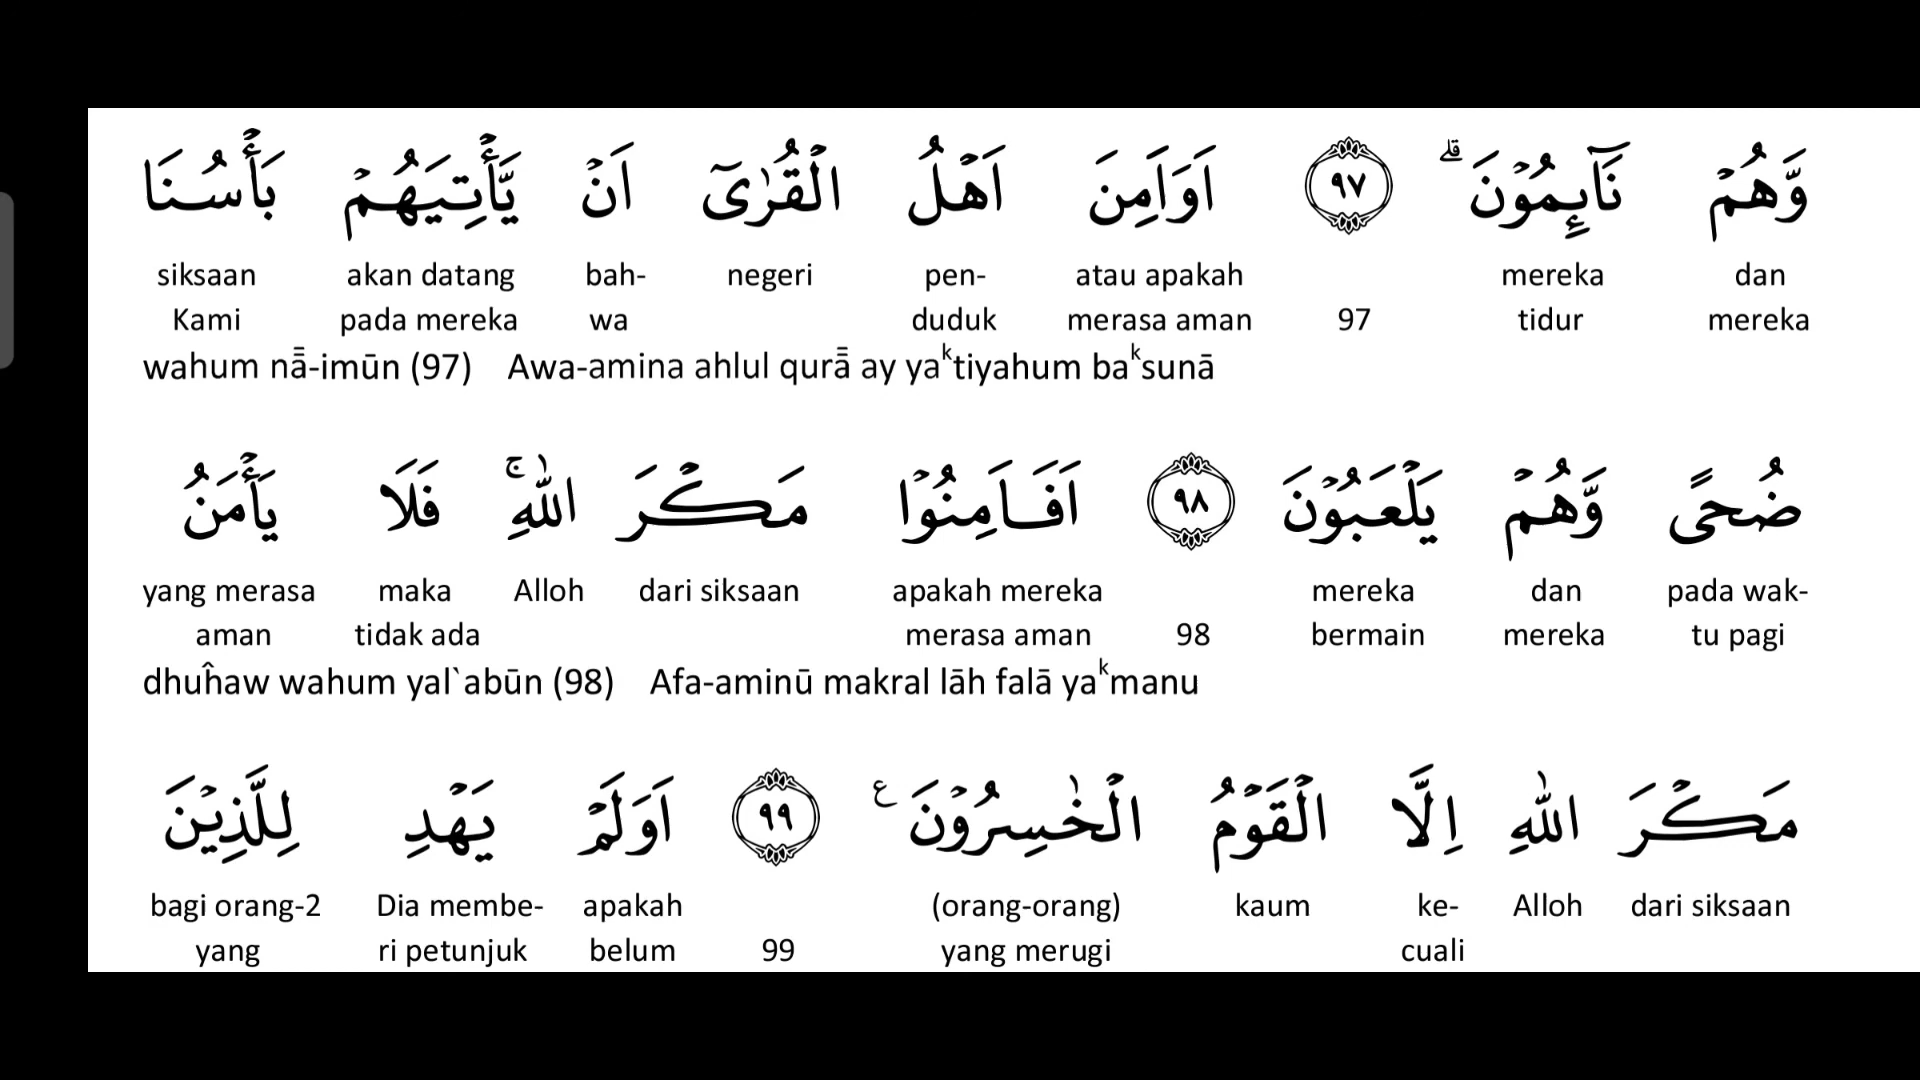 وَّهُمْ نَاۤىِٕمُوْنَ ۗ ٩٧ اَوَاَمِنَ اَهْلُ الْقُرٰٓى اَنْ يَّأْتِيَهُمْ بَأْسُنَا
siksaan akan datang bah- negeri pen- atau apakah mereka dan
Kami pada mereka wa duduk merasa aman 97 tidur mereka
wahum nā̄-imūn (97) Awa-amina ahlul qurā̄ ay yaᵏtiyahum baᵏsunā
ضُحًى وَّهُمْ يَلْعَبُوْنَ ٩٨ اَفَاَمِنُوْا مَكْرَ اللّٰهِ ۚ فَلَا يَأْمَنُ
yang merasa maka Alloh dari siksaan apakah mereka mereka dan pada wak-
aman tidak ada merasa aman 98 bermain mereka tu pagi
dhuĥaw wahum yal`abūn (98) Afa-aminū makral lāh falā yaᵏmanu
مَكْرَ اللّٰهِ اِلَّا الْقَوْمُ الْخٰسِرُوْنَ ع ٩٩ اَوَلَمْ يَهْدِ لِلَّذِيْنَ
bagi orang-2 Dia membe- apakah (orang-orang) kaum ke- Alloh dari siksaan
yang ri petunjuk belum 99 yang merugi cuali